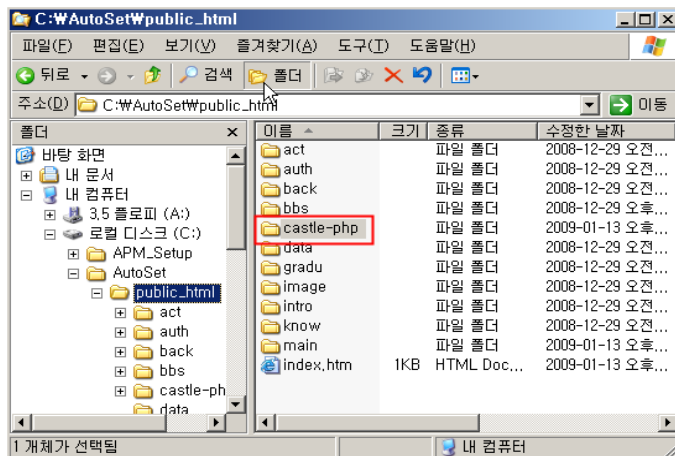 C:₩AutoSet₩public_html
파일(F) 편집(E) 보기(V) 즐겨찾기(A) 도구(T) 도움말(H)
뒤로 검색 폴더
주소(D) C:₩AutoSet₩public_html 이동
폴더
이름 크기 종류 수정한 날짜
바탕 화면
내 문서
내 컴퓨터
3,5 플로피 (A:)
로컬 디스크 (C:)
APM_Setup
AutoSet
public_html
act
auth
back
bbs
castle-ph
data
act 파일 폴더 2008-12-29 오전...
auth 파일 폴더 2008-12-29 오전...
back 파일 폴더 2008-12-29 오전...
bbs 파일 폴더 2008-12-29 오후...
castle-php 파일 폴더 2009-01-13 오후...
data 파일 폴더 2008-12-29 오전...
gradu 파일 폴더 2008-12-29 오전...
image 파일 폴더 2008-12-29 오전...
intro 파일 폴더 2008-12-29 오전...
know 파일 폴더 2008-12-29 오전...
main 파일 폴더 2009-01-13 오후...
index,htm 1KB HTML Doc... 2009-01-13 오후...
1 개체가 선택됨 내 컴퓨터